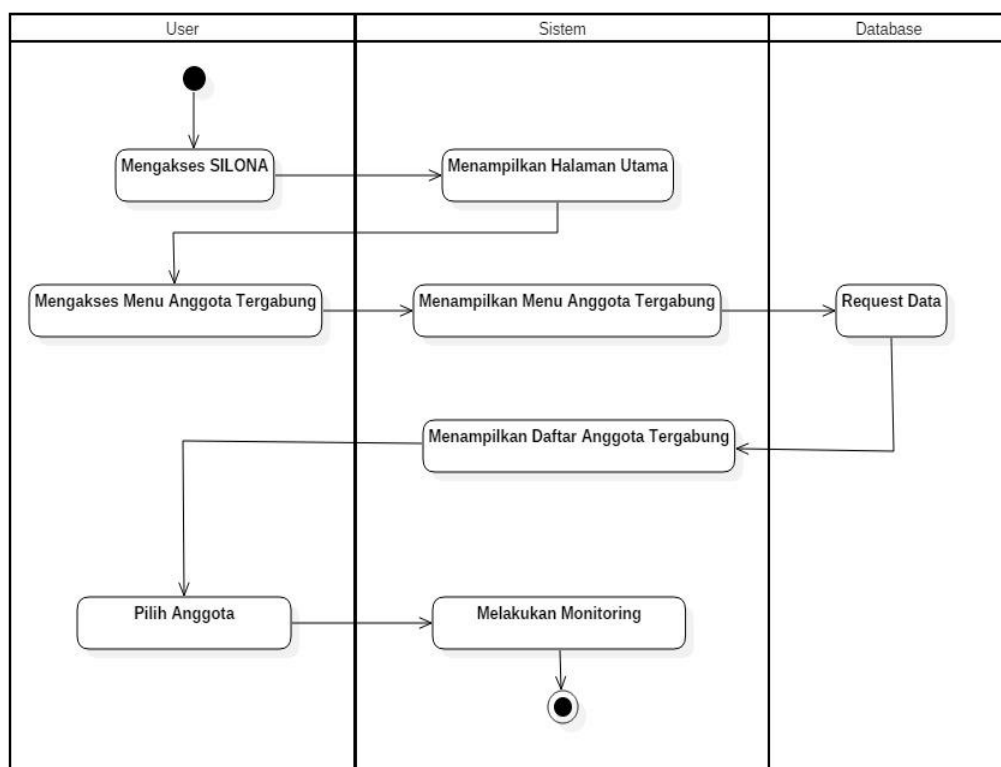 User
Sistem
Database
Mengakses SILONA
Menampilkan Halaman Utama
Mengakses Menu Anggota Tergabung
Menampilkan Menu Anggota Tergabung
Request Data
Menampilkan Daftar Anggota Tergabung
Pilih Anggota
Melakukan Monitoring